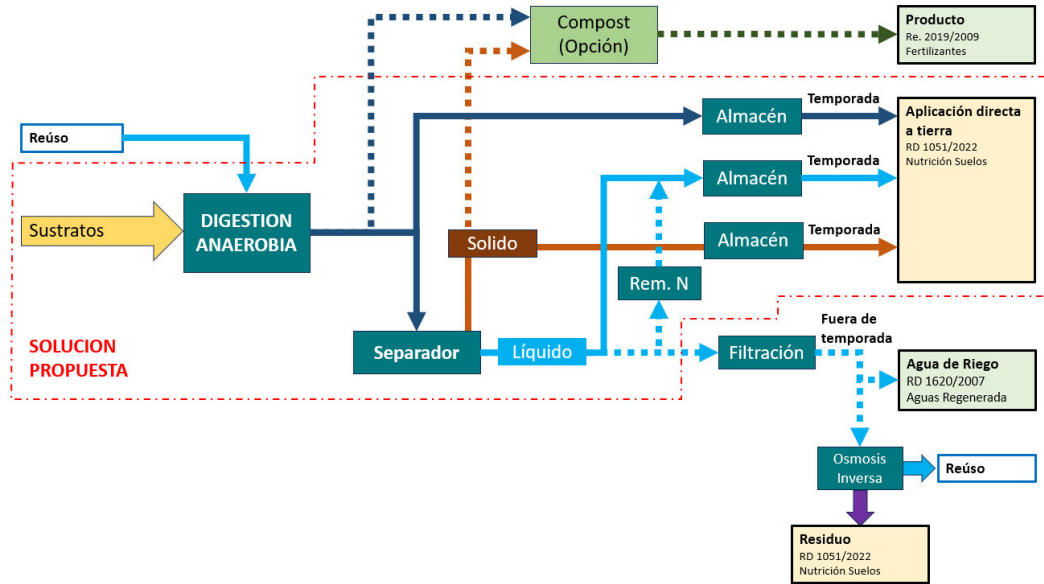 Compost
(Opción)
Producto
Re. 2019/2009
Fertilizantes
Reúso
Almacén
Temporada
Aplicación directa
a tierra
RD 1051/2022
Nutrición Suelos
Almacén
Temporada
Sustratos
DIGESTION
ANAEROBIA
Solido
Almacén
Temporada
Rem. N
SOLUCION
PROPUESTA
Separador
Líquido
Filtración
Fuera de
temporada
Agua de Riego
RD 1620/2007
Aguas Regenerada
Osmosis
Inversa
Reúso
Residuo
RD 1051/2022
Nutrición Suelos